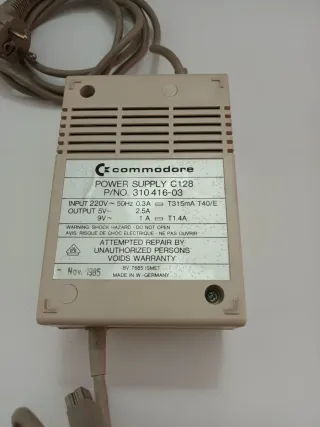 commodore
POWER SUPPLY C128
P/NO. 310416-03
INPUT 220V~ 50Hz 0.3A T315mA T40/E
OUTPUT 5V⎓ 2.5A
9V~ 1A T1.4A
WARNING: SHOCK HAZARD - DO NOT OPEN
AVIS: RISQUE DE CHOC ELECTRIQUE - NE PAS OUVRIR
ATTEMPTED REPAIR BY
UNAUTHORIZED PERSONS
VOIDS WARRANTY
Nov. 1985
MADE IN W-GERMANY